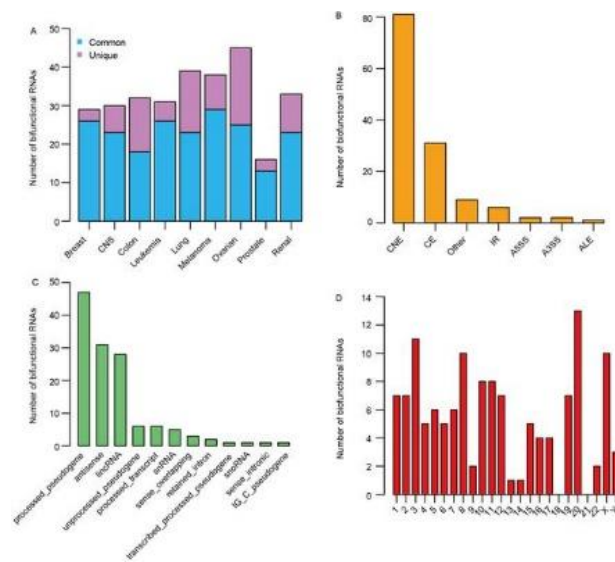 A
Common
Unique
Number of bifunctional RNAs
50
40
30
20
10
0
Breast
CNS
Colon
Leukemia
Lung
Melanoma
Ovarian
Prostate
Renal
B
Number of biofunctional RNAs
80
60
40
20
0
CNE
CE
Other
IR
A5SS
A3SS
ALE
C
Number of bifunctional RNAs
50
40
30
20
10
0
processed_pseudogene
antisense
lincRNA
unprocessed_pseudogene
processed_transcript
snRNA
sense_overlapping
retained_intron
transcribed_processed_pseudogene
snoRNA
sense_intronic
IG_C_pseudogene
D
Number of biofunctional RNAs
14
12
10
8
6
4
2
0
1 2 3 4 5 6 7 8 9 10 11 12 13 14 15 16 17 18 19 20 21 22 X